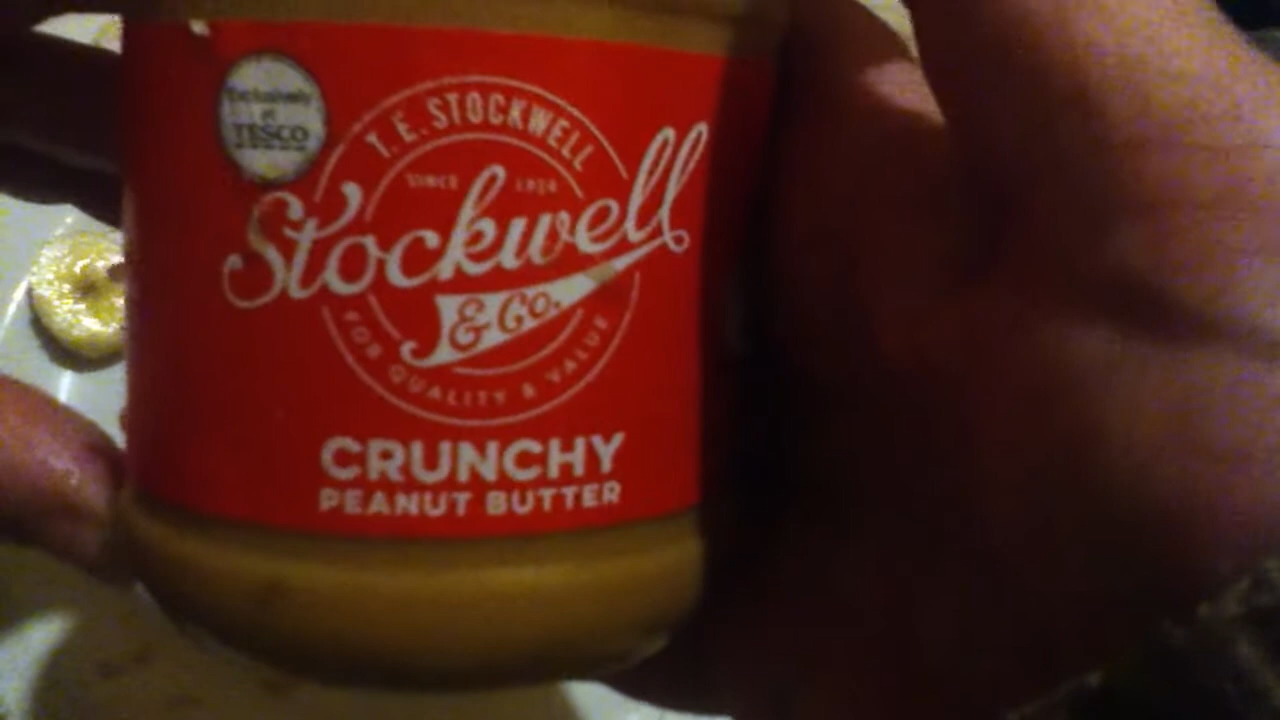 Exclusively
at
TESCO
T. E. STOCKWELL
SINCE 1924
Stockwell
& Co.
FOR QUALITY & VALUE
CRUNCHY
PEANUT BUTTER